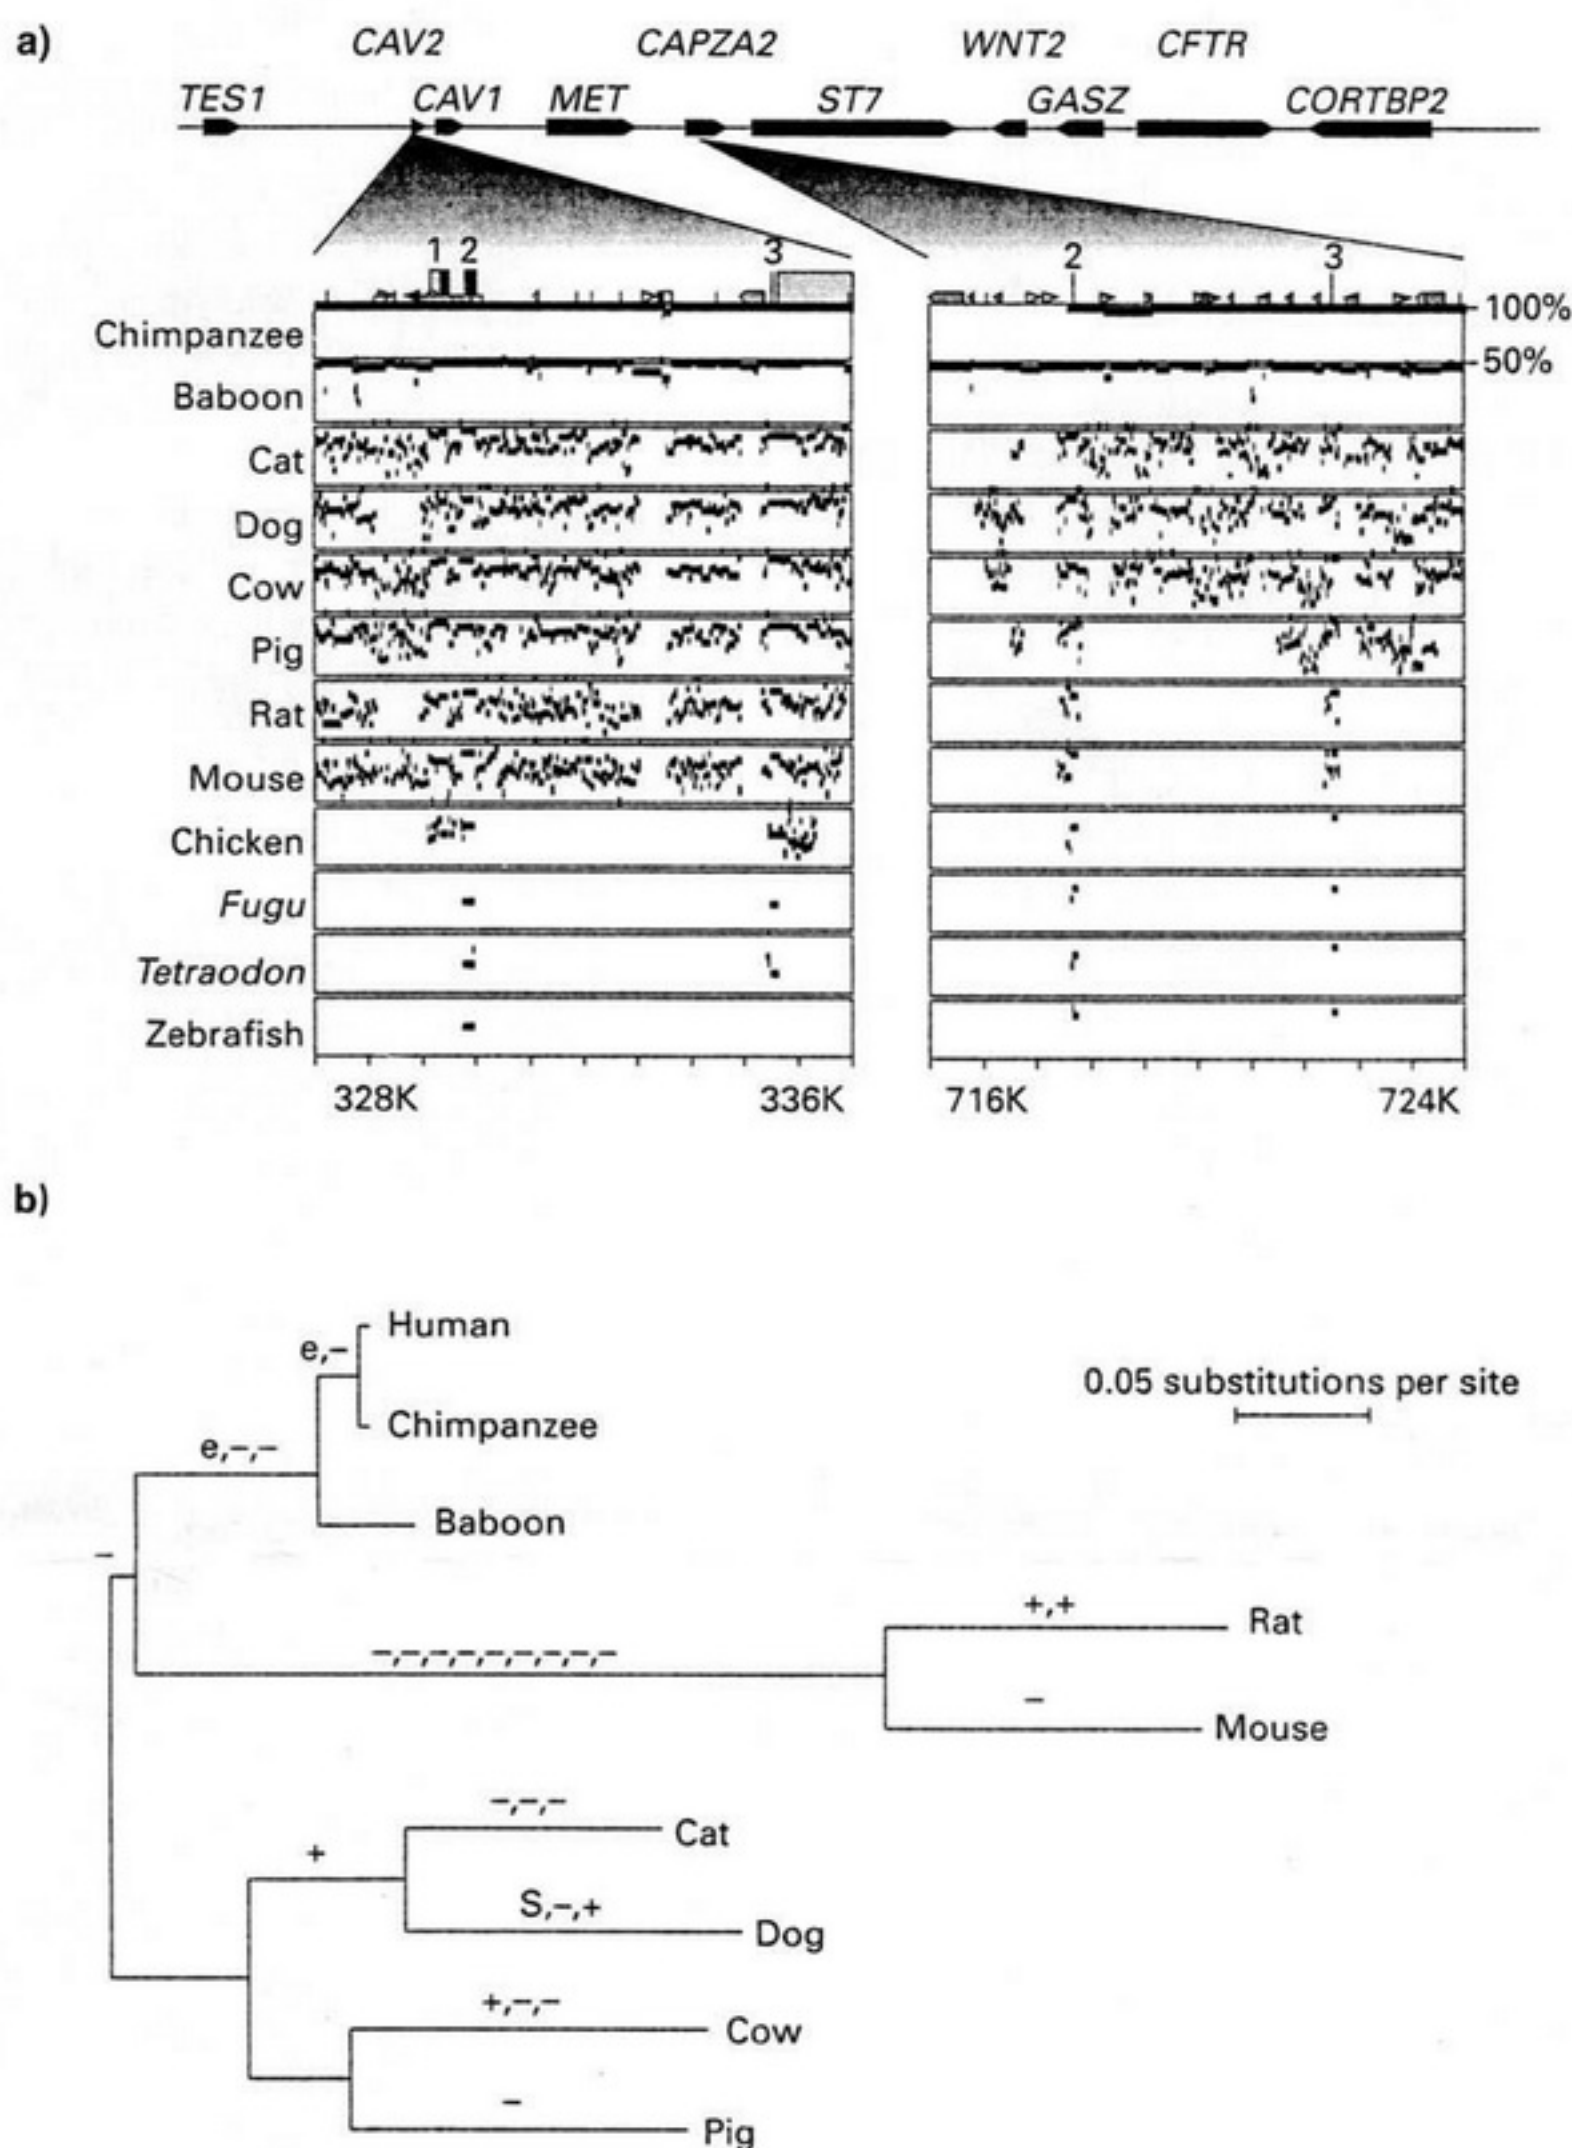 a)
CAV2 CAPZA2 WNT2 CFTR
TES1 CAV1 MET ST7 GASZ CORTBP2
1 2 3 2 3
100%
Chimpanzee
50%
Baboon
Cat
Dog
Cow
Pig
Rat
Mouse
Chicken
Fugu
Tetraodon
Zebrafish
328K 336K 716K 724K
b)
Human
e,–
0.05 substitutions per site
Chimpanzee
e,–,–
Baboon
–
+,+
Rat
–,–,–,–,–,–,–,–,–
–
Mouse
–,–,–
Cat
+
S,–,+
Dog
+,–,–
Cow
–
Pig